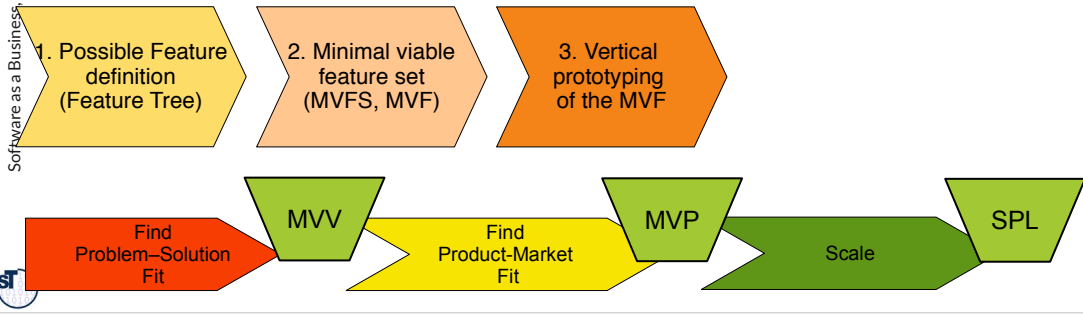 Software as a Business,
1. Possible Feature
definition
(Feature Tree)
2. Minimal viable
feature set
(MVFS, MVF)
3. Vertical
prototyping
of the MVF
MVV
MVP
SPL
Find
Problem–Solution
Fit
Find
Product-Market
Fit
Scale